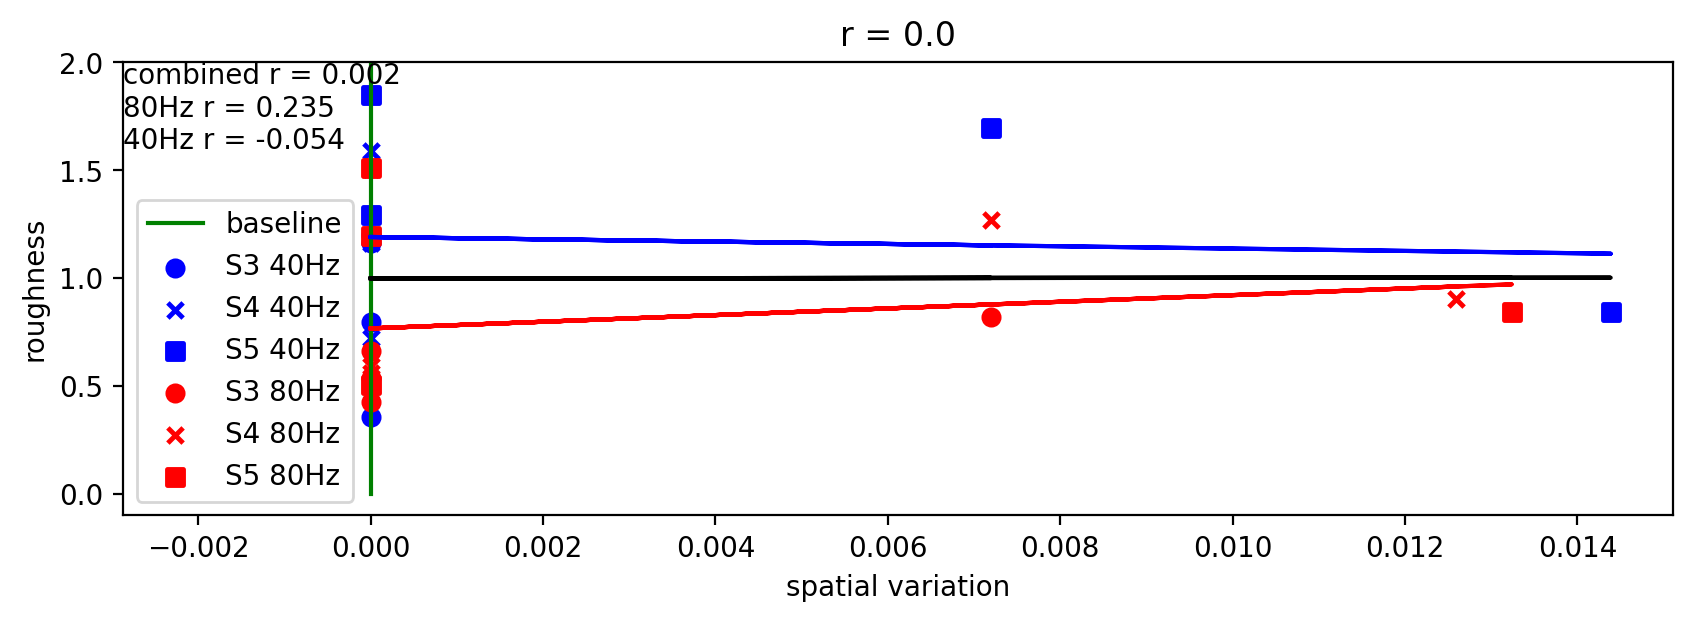 r = 0.0
combined r = 0.002
80Hz r = 0.235
40Hz r = -0.054
roughness
2.0
1.5
1.0
0.5
0.0
baseline
S3 40Hz
S4 40Hz
S5 40Hz
S3 80Hz
S4 80Hz
S5 80Hz
−0.002 0.000 0.002 0.004 0.006 0.008 0.010 0.012 0.014
spatial variation